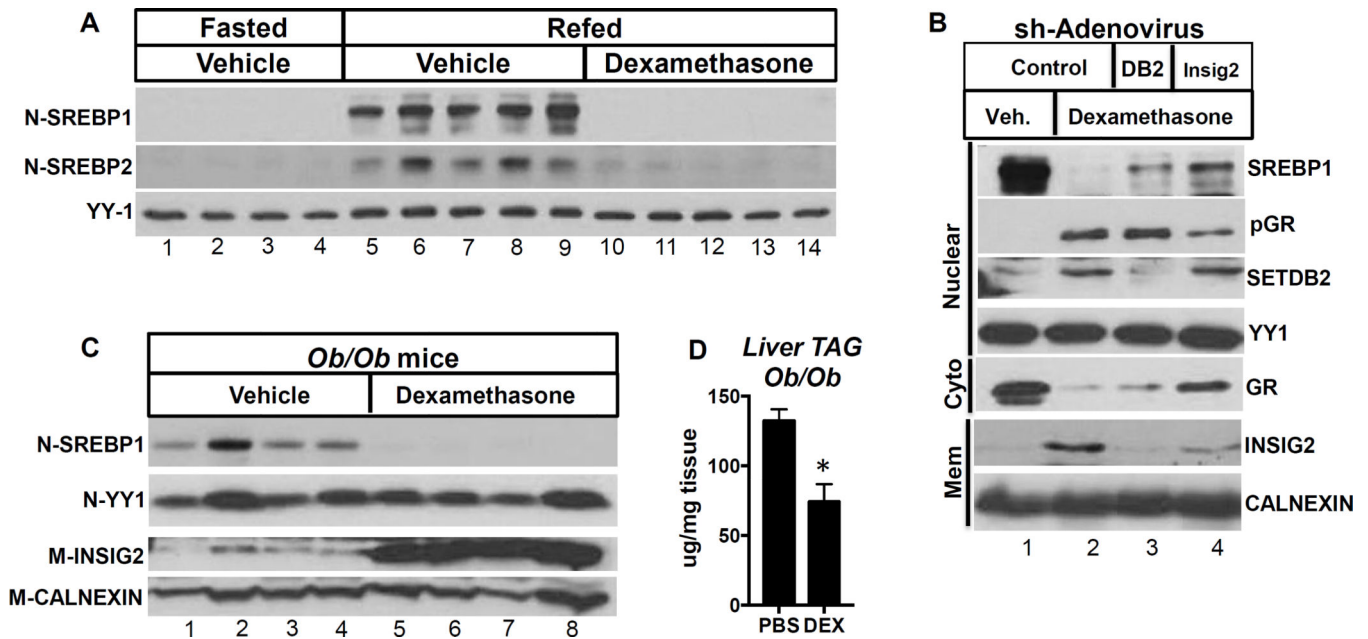 A
Fasted Refed
Vehicle Vehicle Dexamethasone
N-SREBP1
N-SREBP2
YY-1
1 2 3 4 5 6 7 8 9 10 11 12 13 14
B
sh-Adenovirus
Control DB2 Insig2
Veh. Dexamethasone
Nuclear
SREBP1
pGR
SETDB2
YY1
Cyto
GR
Mem
INSIG2
CALNEXIN
1 2 3 4
C
Ob/Ob mice
Vehicle Dexamethasone
N-SREBP1
N-YY1
M-INSIG2
M-CALNEXIN
1 2 3 4 5 6 7 8
D
Liver TAG
Ob/Ob
ug/mg tissue
150
100
50
0
*
PBS DEX